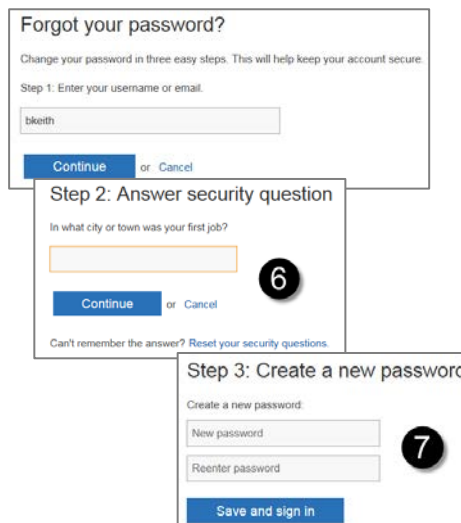 Forgot your password?
Change your password in three easy steps. This will help keep your account secure.
Step 1: Enter your username or email.
bkeith
Continue or Cancel
Step 2: Answer security question
In what city or town was your first job?
6
Continue or Cancel
Can't remember the answer? Reset your security questions.
Step 3: Create a new password
Create a new password:
New password
7
Reenter password
Save and sign in